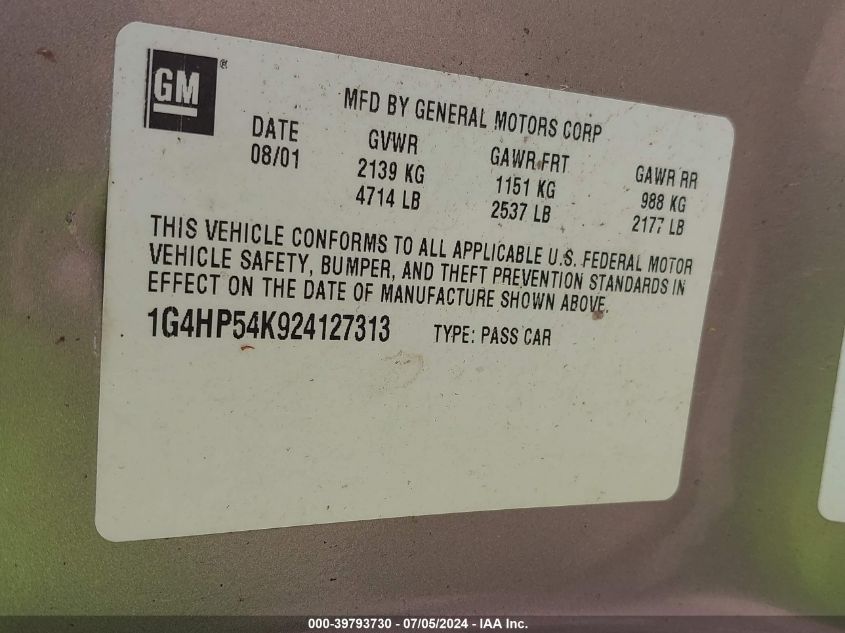 GM®
MFD BY GENERAL MOTORS CORP
DATE GVWR GAWR FRT GAWR RR
08/01 2139 KG 1151 KG 988 KG
4714 LB 2537 LB 2177 LB
THIS VEHICLE CONFORMS TO ALL APPLICABLE U.S. FEDERAL MOTOR
VEHICLE SAFETY, BUMPER, AND THEFT PREVENTION STANDARDS IN
EFFECT ON THE DATE OF MANUFACTURE SHOWN ABOVE.
1G4HP54K924127313 TYPE: PASS CAR
000-39793730 - 07/05/2024 - IAA Inc.